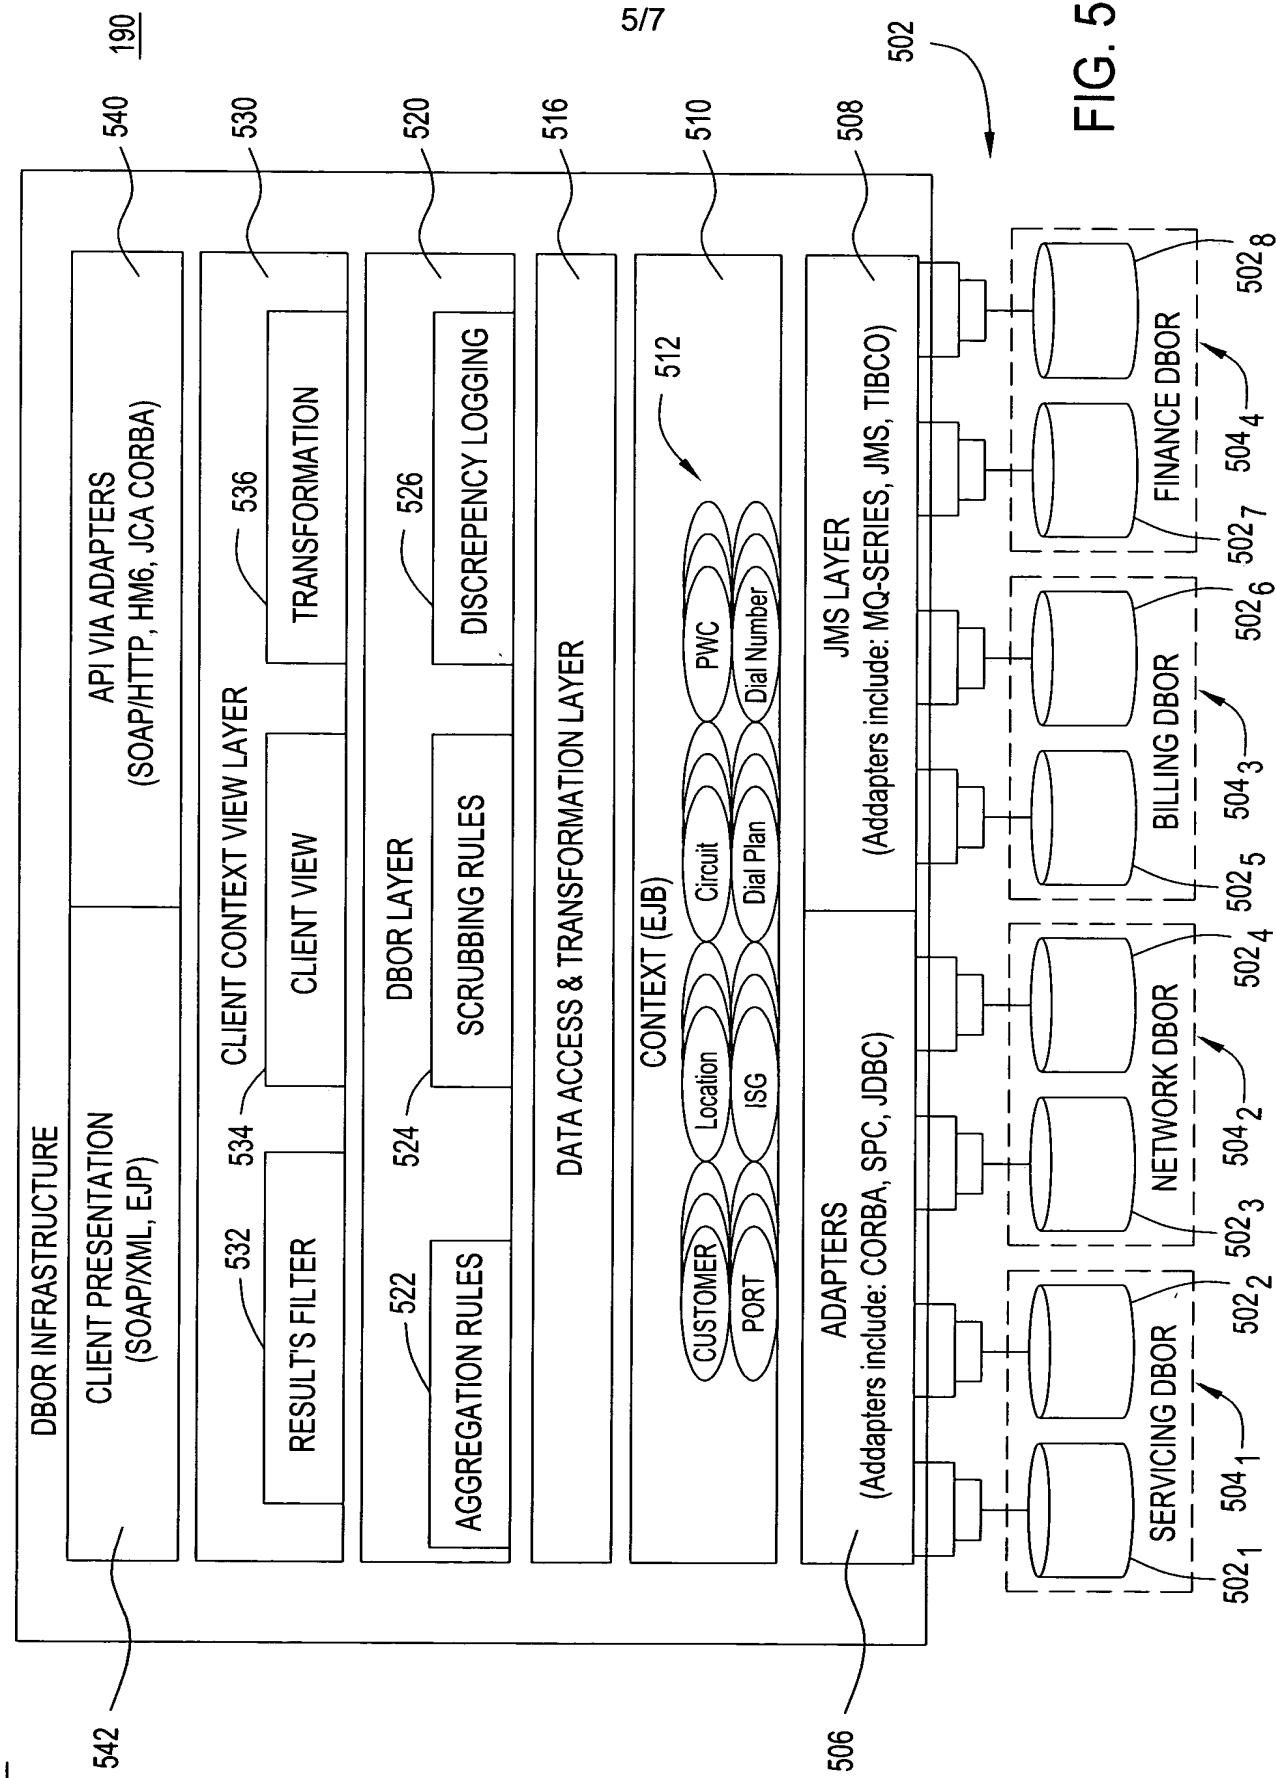 5/7
190
DBOR INFRASTRUCTURE
540
542
CLIENT PRESENTATION
(SOAP/XML, EJP)
API VIA ADAPTERS
(SOAP/HTTP, HM6, JCA CORBA)
530
CLIENT CONTEXT VIEW LAYER
532
RESULT'S FILTER
534
CLIENT VIEW
536
TRANSFORMATION
520
DBOR LAYER
522
AGGREGATION RULES
524
SCRUBBING RULES
526
DISCREPENCY LOGGING
516
DATA ACCESS & TRANSFORMATION LAYER
510
CONTEXT (EJB)
512
CUSTOMER
Location
Circuit
PWC
PORT
ISG
Dial Plan
Dial Number
506
ADAPTERS
(Addapters include: CORBA, SPC, JDBC)
508
JMS LAYER
(Addapters include: MQ-SERIES, JMS, TIBCO)
502
SERVICING DBOR
NETWORK DBOR
BILLING DBOR
FINANCE DBOR
502₁
504₁
502₂
502₃
504₂
502₄
502₅
504₃
502₆
502₇
504₄
502₈
FIG. 5